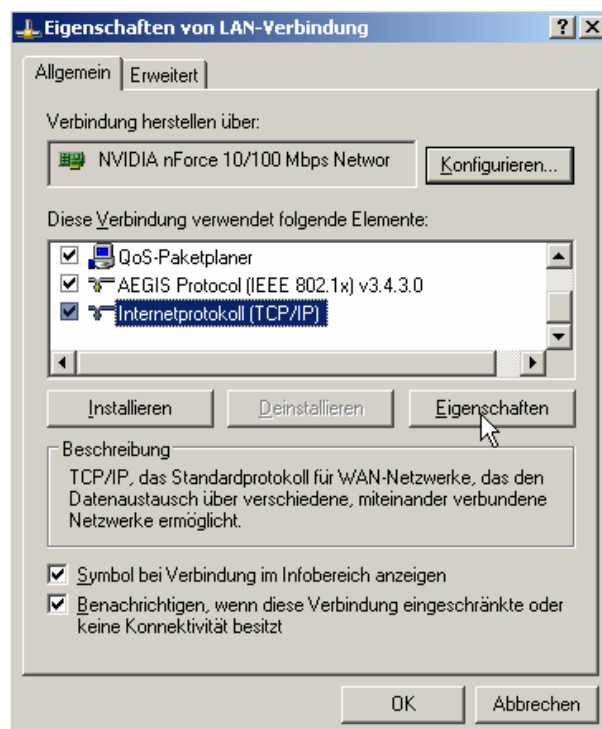 Eigenschaften von LAN-Verbindung
Allgemein
Erweitert
Verbindung herstellen über:
NVIDIA nForce 10/100 Mbps Networ
Konfigurieren...
Diese Verbindung verwendet folgende Elemente:
QoS-Paketplaner
AEGIS Protocol (IEEE 802.1x) v3.4.3.0
Internetprotokoll (TCP/IP)
Installieren
Deinstallieren
Eigenschaften
Beschreibung
TCP/IP, das Standardprotokoll für WAN-Netzwerke, das den
Datenaustausch über verschiedene, miteinander verbundene
Netzwerke ermöglicht.
Symbol bei Verbindung im Infobereich anzeigen
Benachrichtigen, wenn diese Verbindung eingeschränkte oder
keine Konnektivität besitzt
OK
Abbrechen